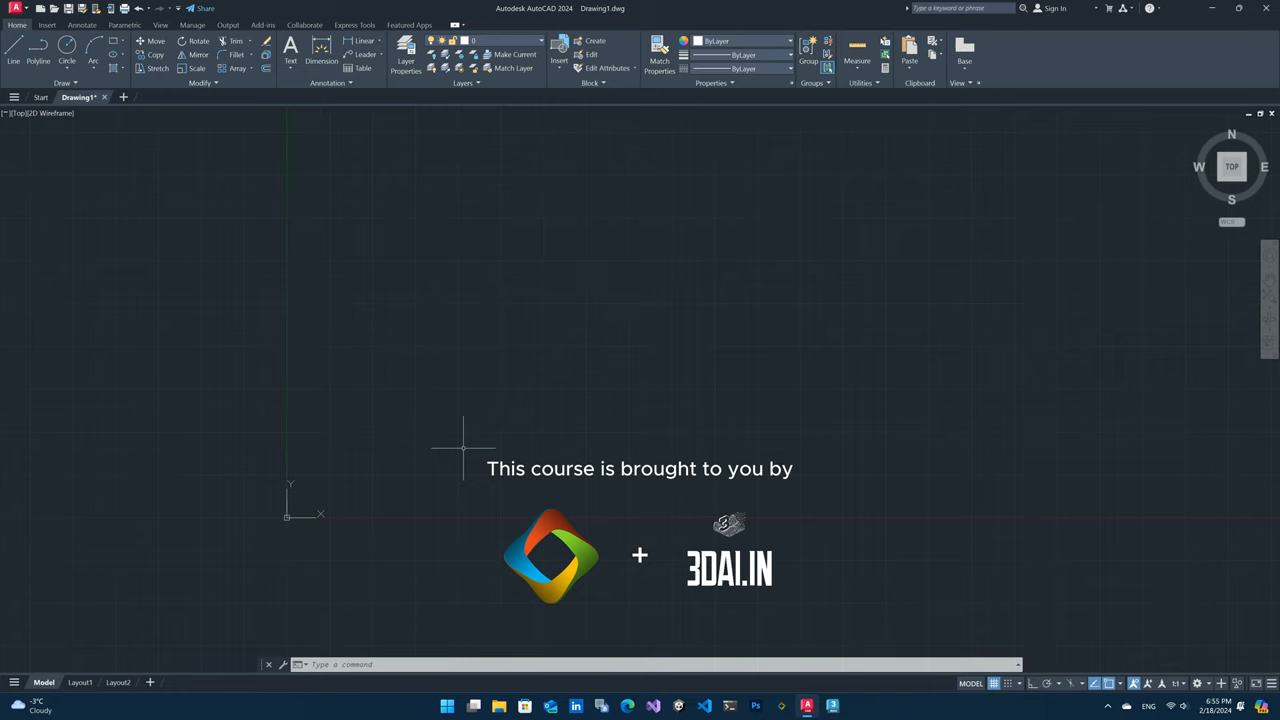 Share
Autodesk AutoCAD 2024 Drawing1.dwg
Type a keyword or phrase
Sign In
Home Insert Annotate Parametric View Manage Output Add-ins Collaborate Express Tools Featured Apps
Line Polyline Circle Arc
Move Rotate Trim
Copy Mirror Fillet
Stretch Scale Array
Text Dimension
Linear
Leader
Table
Layer Properties
0
Make Current
Match Layer
Insert
Create
Edit
Edit Attributes
Match Properties
ByLayer
ByLayer
ByLayer
Group Measure Paste Base
Draw Modify Annotation Layers Block Properties Groups Utilities Clipboard View
Start Drawing1*
[−][Top][2D Wireframe]
N
W TOP E
S
WCS
Y
X
This course is brought to you by
+
3
3DAI.IN
Type a command
Model Layout1 Layout2
MODEL
1:1
-3°C
Cloudy
ENG
6:55 PM
2/18/2024